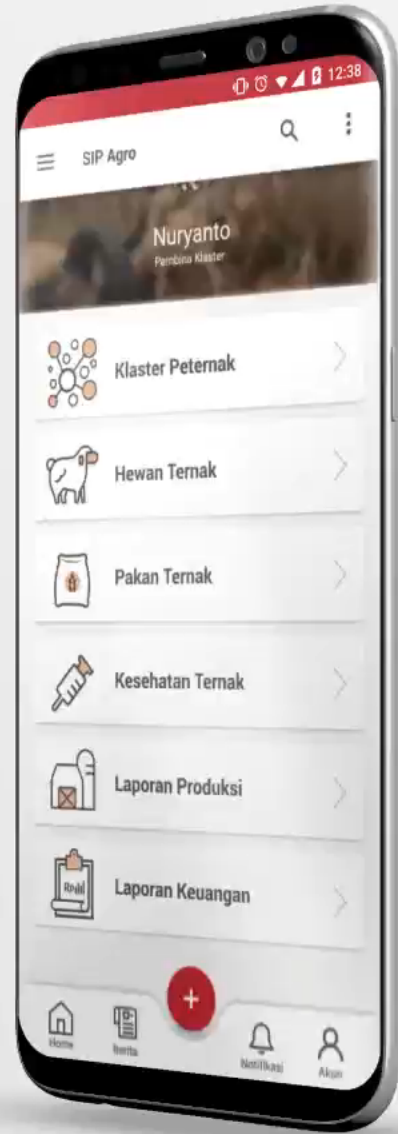 12:38
SIP Agro
Nuryanto
Pembina Klaster
Klaster Peternak
Hewan Ternak
Pakan Ternak
Kesehatan Ternak
Laporan Produksi
Laporan Keuangan
Home
Berita
+
Notifikasi
Akun